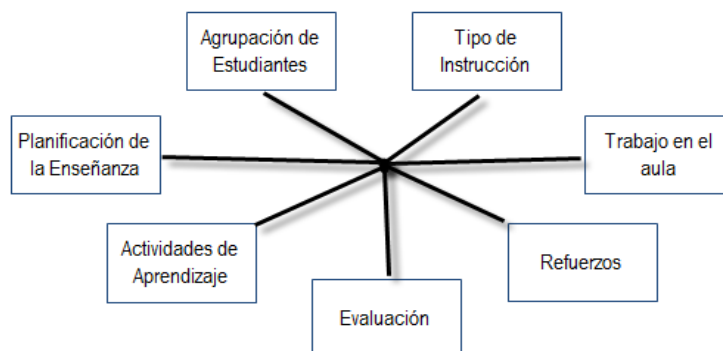 Agrupación de
Estudiantes
Tipo de
Instrucción
Planificación de
la Enseñanza
Trabajo en el
aula
Actividades de
Aprendizaje
Refuerzos
Evaluación